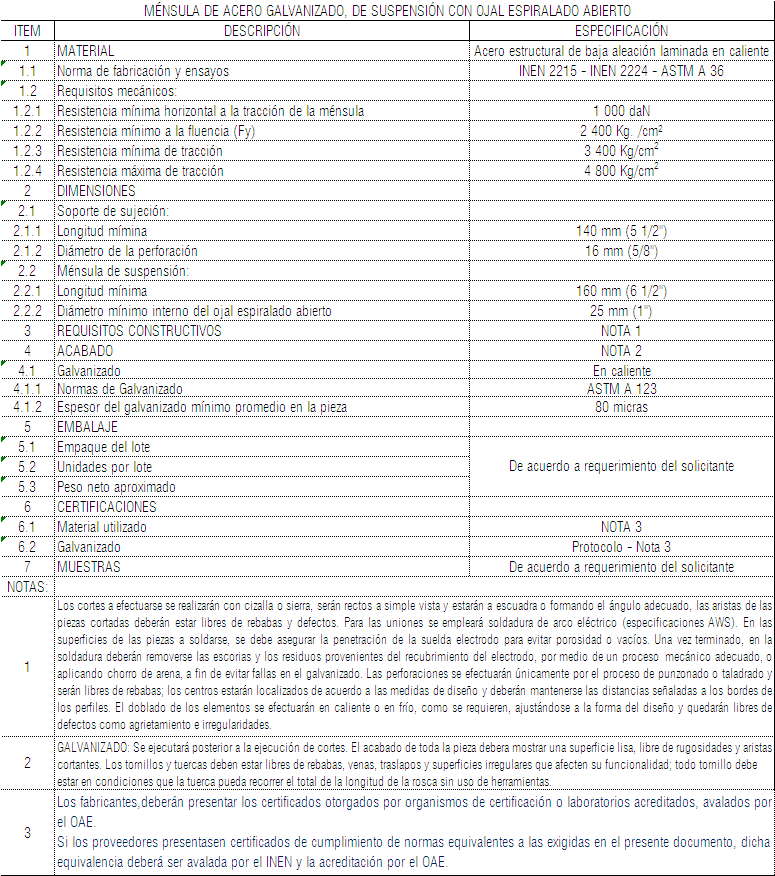 MÉNSULA DE ACERO GALVANIZADO, DE SUSPENSIÓN CON OJAL ESPIRALADO ABIERTO
ITEM DESCRIPCIÓN ESPECIFICACIÓN
1 MATERIAL Acero estructural de baja aleación laminada en caliente
1.1 Norma de fabricación y ensayos INEN 2215 - INEN 2224 - ASTM A 36
1.2 Requisitos mecánicos:
1.2.1 Resistencia mínima horizontal a la tracción de la ménsula 1 000 daN
1.2.2 Resistencia mínimo a la fluencia (Fy) 2 400 Kg. /cm²
1.2.3 Resistencia mínima de tracción 3 400 Kg/cm²
1.2.4 Resistencia máxima de tracción 4 800 Kg/cm²
2 DIMENSIONES
2.1 Soporte de sujeción:
2.1.1 Longitud mímina 140 mm (5 1/2")
2.1.2 Diámetro de la perforación 16 mm (5/8")
2.2 Ménsula de suspensión:
2.2.1 Longitud mínima 160 mm (6 1/2")
2.2.2 Diámetro mínimo interno del ojal espiralado abierto 25 mm (1")
3 REQUISITOS CONSTRUCTIVOS NOTA 1
4 ACABADO NOTA 2
4.1 Galvanizado En caliente
4.1.1 Normas de Galvanizado ASTM A 123
4.1.2 Espesor del galvanizado mínimo promedio en la pieza 80 micras
5 EMBALAJE
5.1 Empaque del lote
5.2 Unidades por lote De acuerdo a requerimiento del solicitante
5.3 Peso neto aproximado
6 CERTIFICACIONES
6.1 Material utilizado NOTA 3
6.2 Galvanizado Protocolo - Nota 3
7 MUESTRAS De acuerdo a requerimiento del solicitante
NOTAS:
Los cortes a efectuarse se realizarán con cizalla o sierra, serán rectos a simple vista y estarán a escuadra o formando el ángulo adecuado, las aristas de las
piezas cortadas deberán estar libres de rebabas y defectos. Para las uniones se empleará soldadura de arco eléctrico (especificaciones AWS). En las
superficies de las piezas a soldarse, se debe asegurar la penetración de la suelda electrodo para evitar porosidad o vacíos. Una vez terminado, en la
1 soldadura deberán removerse las escorias y los residuos provenientes del recubrimiento del electrodo, por medio de un proceso mecánico adecuado, o
aplicando chorro de arena, a fin de evitar fallas en el galvanizado. Las perforaciones se efectuarán únicamente por el proceso de punzonado o taladrado y
serán libres de rebabas; los centros estarán localizados de acuerdo a las medidas de diseño y deberán mantenerse las distancias señaladas a los bordes de
los perfiles. El doblado de los elementos se efectuarán en caliente o en frío, como se requieren, ajustándose a la forma del diseño y quedarán libres de
defectos como agrietamiento e irregularidades.
GALVANIZADO: Se ejecutará posterior a la ejecución de cortes. El acabado de toda la pieza debera mostrar una superficie lisa, libre de rugosidades y aristas
2 cortantes. Los tornillos y tuercas deben estar libres de rebabas, venas, traslapos y superficies irregulares que afecten su funcionalidad; todo tornillo debe
estar en condiciones que la tuerca pueda recorrer el total de la longitud de la rosca sin uso de herramientas.
Los fabricantes,deberán presentar los certificados otorgados por organismos de certificación o laboratorios acreditados, avalados por
el OAE.
3 Si los proveedores presentasen certificados de cumplimiento de normas equivalentes a las exigidas en el presente documento, dicha
equivalencia deberá ser avalada por el INEN y la acreditación por el OAE.